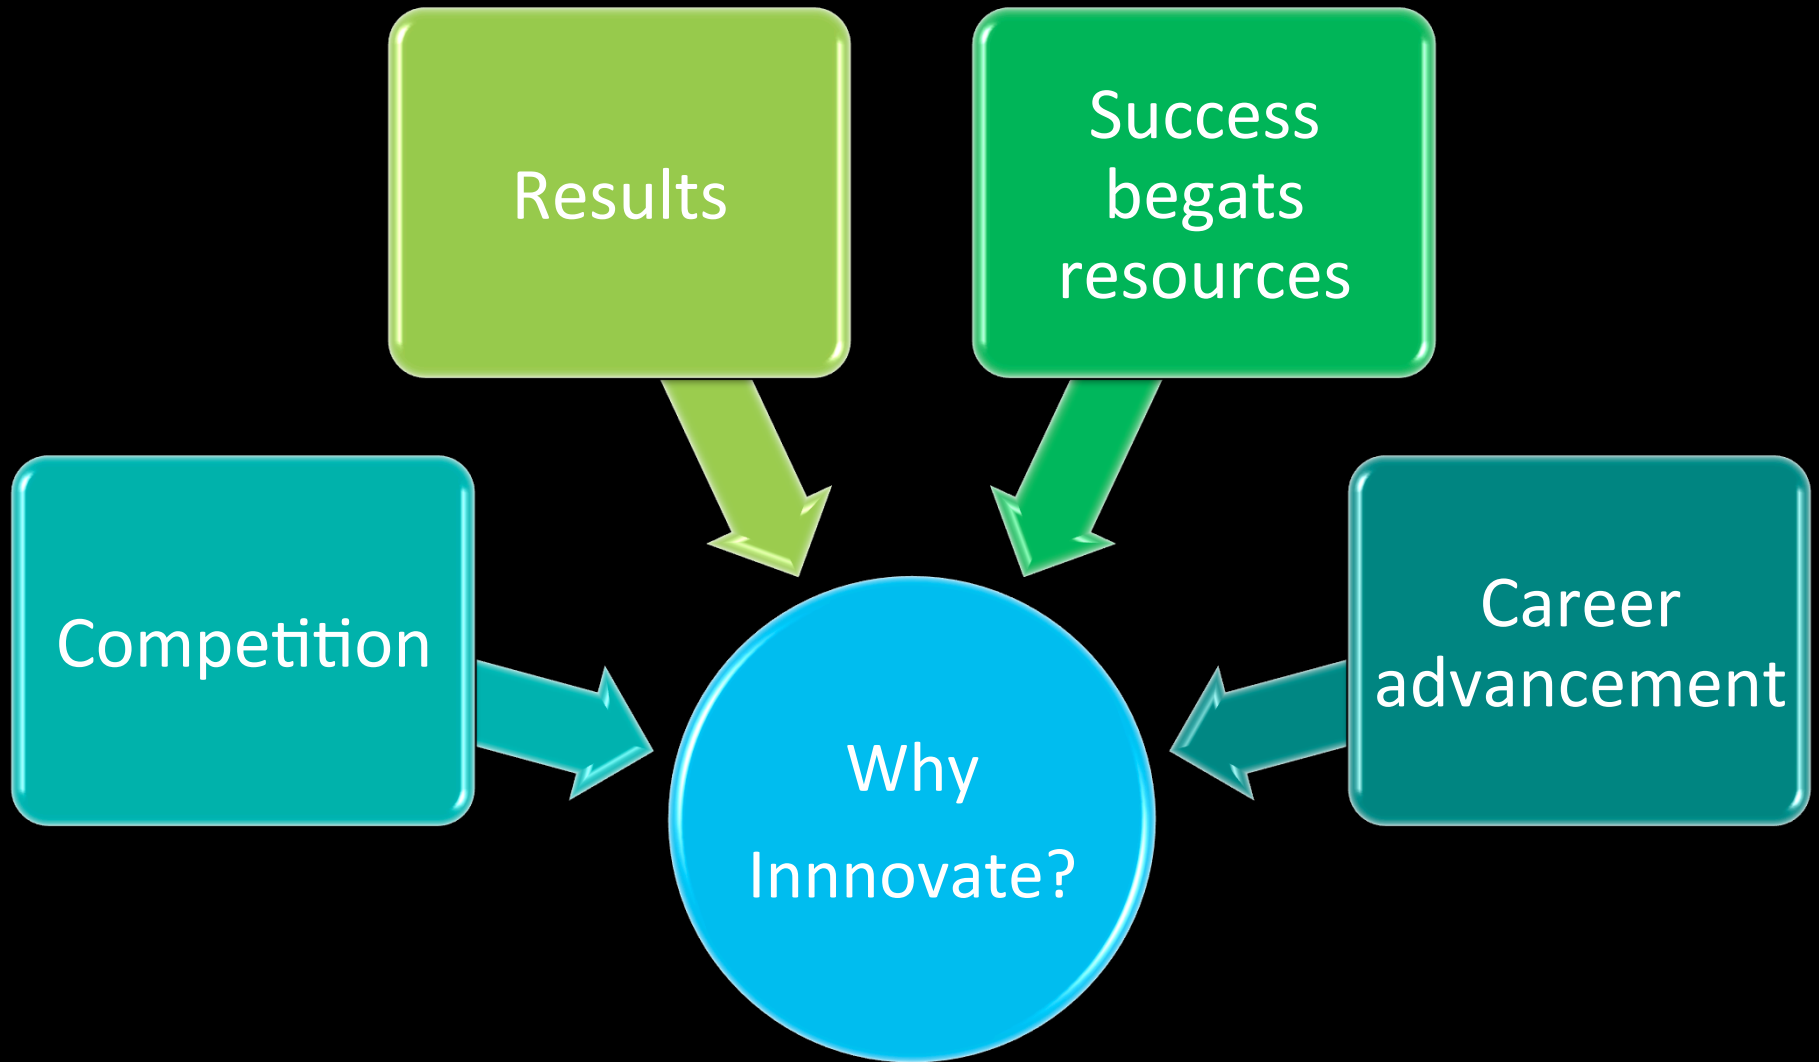 Results
Success
begats
resources
Competition
Career
advancement
Why
Innnovate?